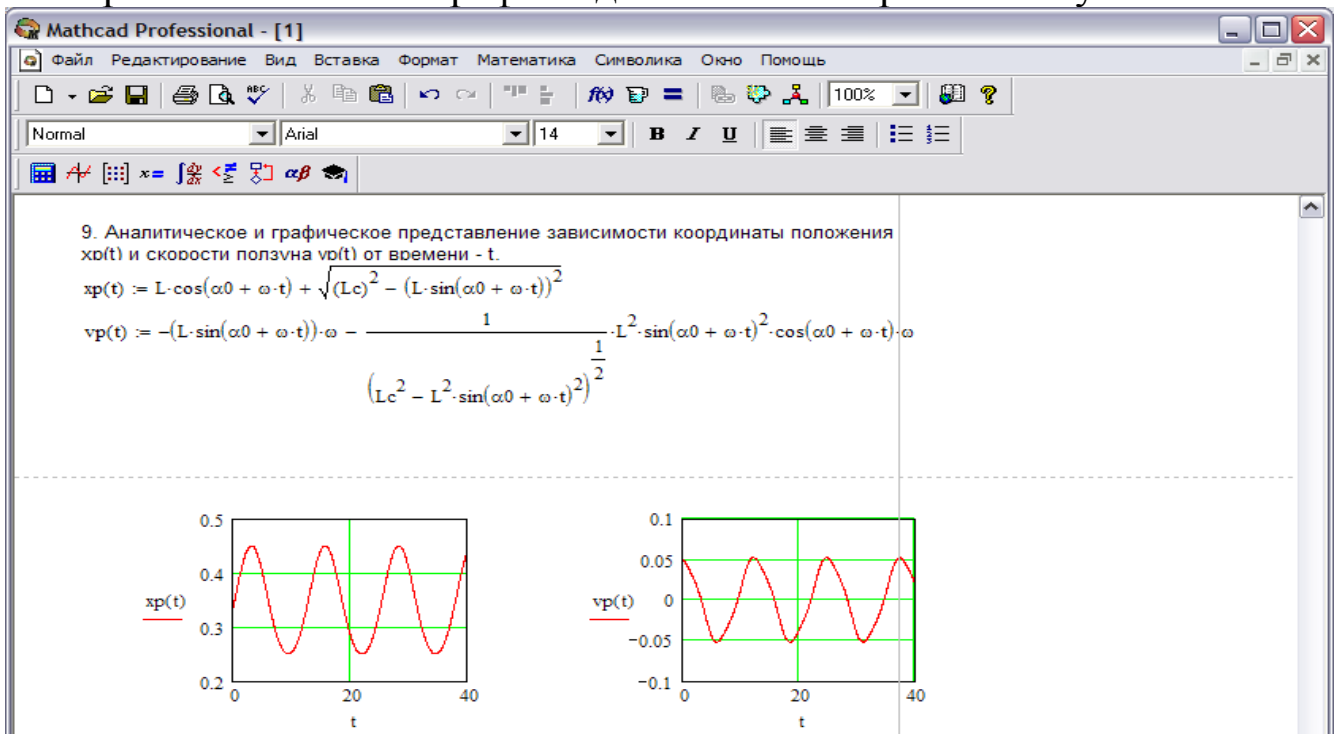 Mathcad Professional - [1]
Файл Редактирование Вид Вставка Формат Математика Символика Окно Помощь
100%
Normal Arial 14 B I U
9. Аналитическое и графическое представление зависимости координаты положения
xp(t) и скорости ползуна vp(t) от времени - t.
xp(t) := L·cos(α0 + ω·t) + √((Lc)² − (L·sin(α0 + ω·t))²)
vp(t) := −(L·sin(α0 + ω·t))·ω − 1/(Lc² − L²·sin(α0 + ω·t)²)^(1/2)·L²·sin(α0 + ω·t)²·cos(α0 + ω·t)·ω
0.5
0.4
xp(t)
0.3
0.2
0 20 40
t
0.1
0.05
vp(t) 0
−0.05
−0.1
0 20 40
t